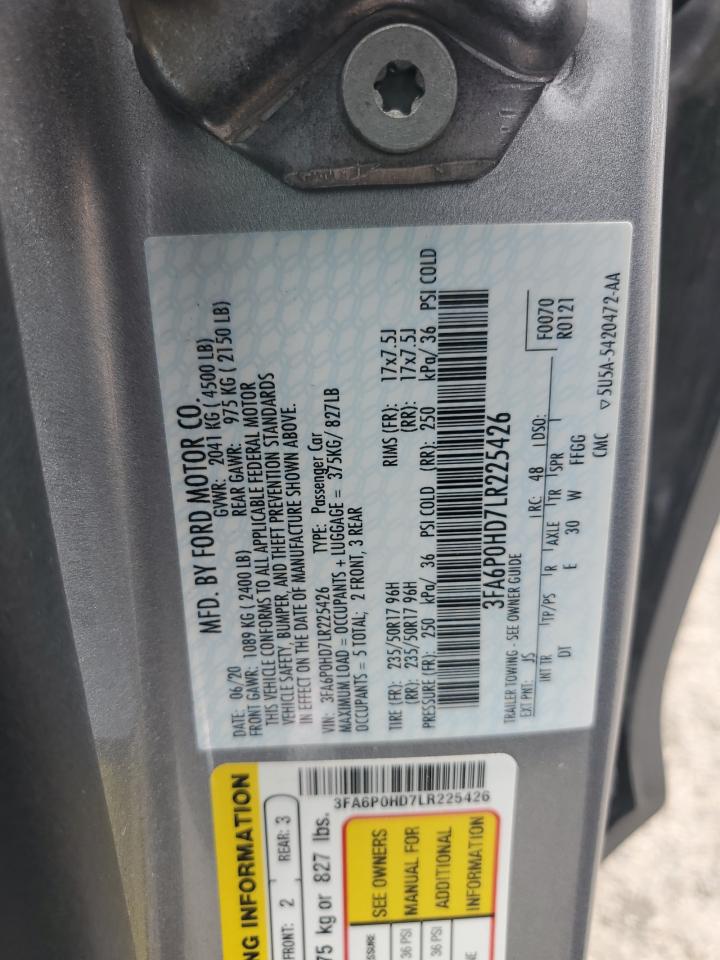 MFD. BY FORD MOTOR CO.
DATE: 06/20 GVWR: 2041 KG ( 4500 LB)
FRONT GAWR: 1089 KG ( 2400 LB) REAR GAWR: 975 KG ( 2150 LB)
THIS VEHICLE CONFORMS TO ALL APPLICABLE FEDERAL MOTOR
VEHICLE SAFETY, BUMPER, AND THEFT PREVENTION STANDARDS
IN EFFECT ON THE DATE OF MANUFACTURE SHOWN ABOVE.
VIN: 3FA6P0HD7LR225426 TYPE: Passenger Car
MAXIMUM LOAD = OCCUPANTS + LUGGAGE = 375KG/ 827LB
OCCUPANTS = 5 TOTAL; 2 FRONT, 3 REAR
TIRE (FR): 235/50R17 96H RIMS (FR): 17x7.5J
(RR): 235/50R17 96H (RR): 17x7.5J
PRESSURE (FR): 250 kPa/ 36 PSI COLD (RR): 250 kPa/ 36 PSI COLD
3FA6P0HD7LR225426
TRAILER TOWING - SEE OWNER GUIDE F0070
EXT PNT: JS RC: 48 DSO: R0121
INT TR TP/PS R AXLE TR SPR
DT E 30 W FFGG
CMC ▽5U5A-5420472-AA
NG INFORMATION
FRONT: 2 REAR: 3
75 kg or 827 lbs.
3FA6P0HD7LR225426
SEE OWNERS
MANUAL FOR
ADDITIONAL
INFORMATION
36 PSI
36 PSI